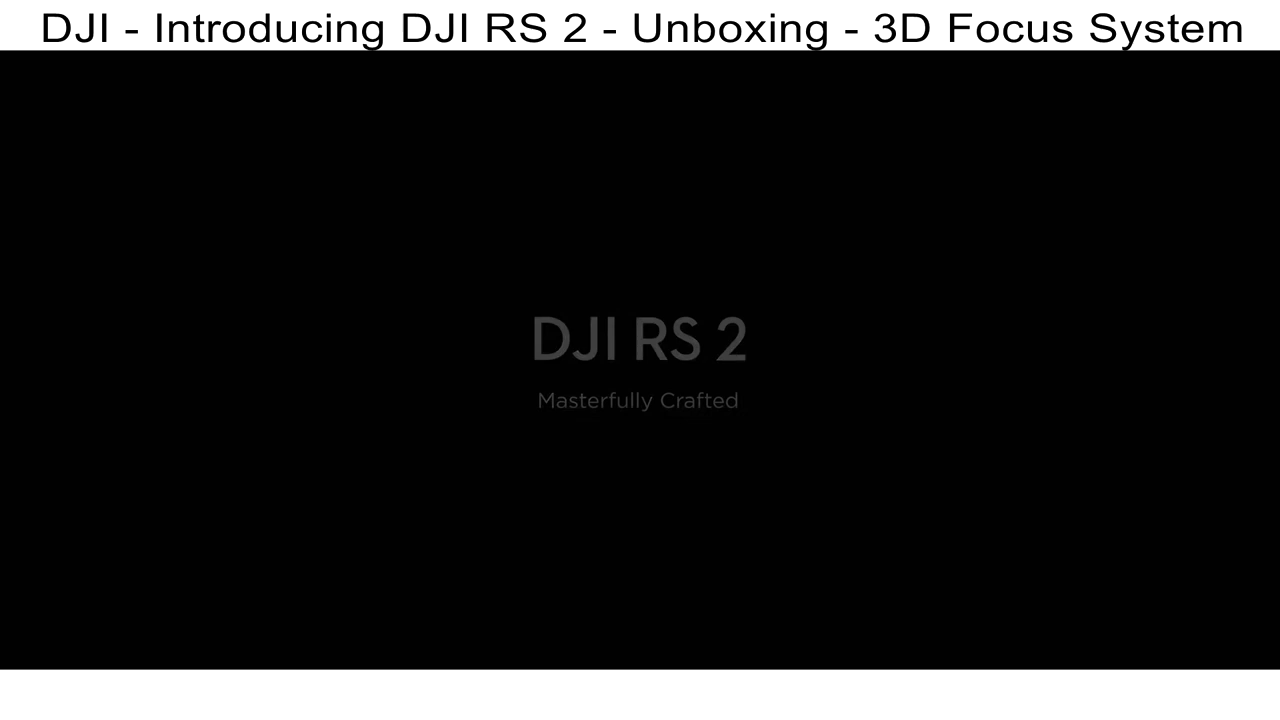 DJI - Introducing DJI RS 2 - Unboxing - 3D Focus System
DJI RS 2
Masterfully Crafted